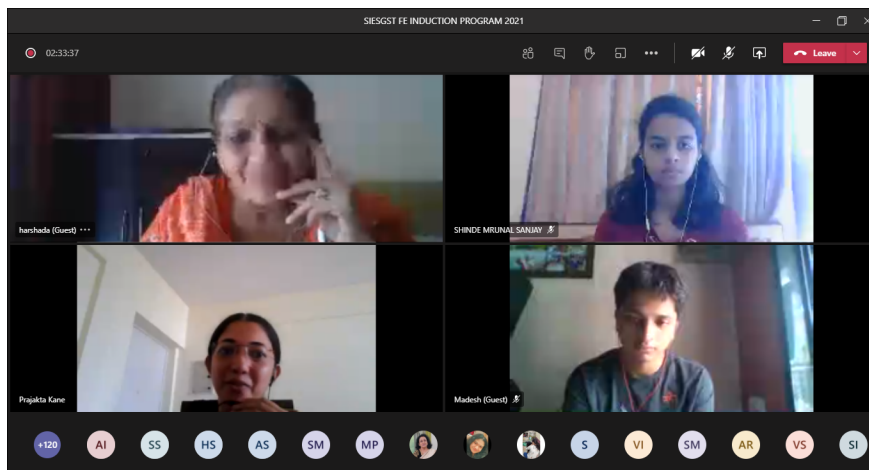 SIESGST FE INDUCTION PROGRAM 2021
02:33:37
Leave
harshada (Guest) •••
SHINDE MRUNAL SANJAY
Prajakta Kane
Madesh (Guest)
+120 AI SS HS AS SM MP S VI SM AR VS SI